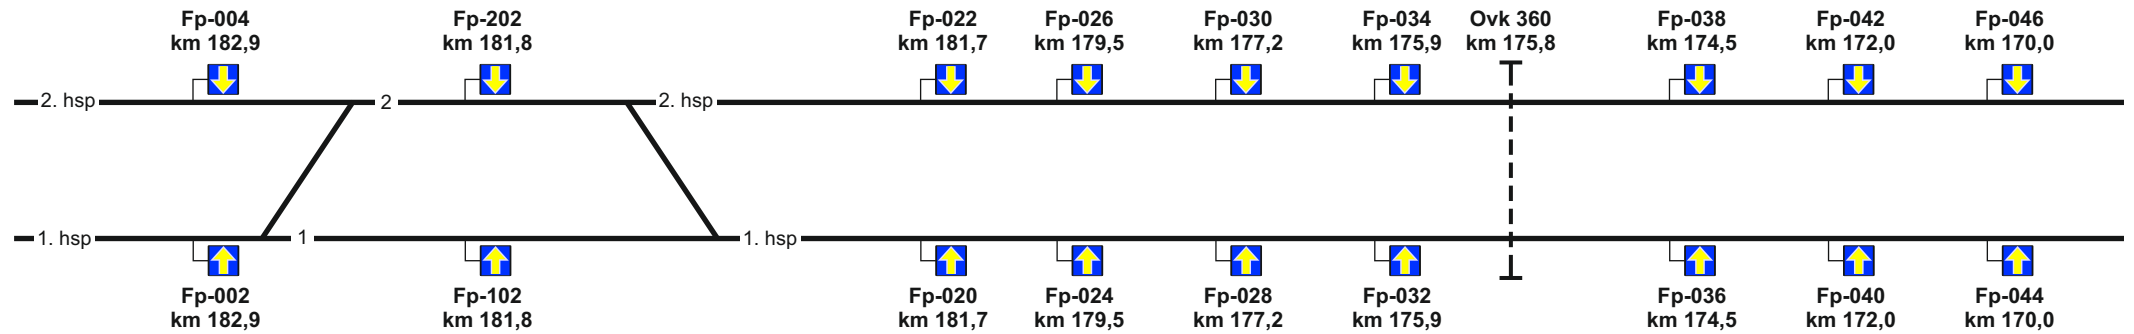 Fp-004
km 182,9
Fp-202
km 181,8
Fp-022
km 181,7
Fp-026
km 179,5
Fp-030
km 177,2
Fp-034
km 175,9
Ovk 360
km 175,8
Fp-038
km 174,5
Fp-042
km 172,0
Fp-046
km 170,0
2. hsp
2
2. hsp
1. hsp
1
1. hsp
Fp-002
km 182,9
Fp-102
km 181,8
Fp-020
km 181,7
Fp-024
km 179,5
Fp-028
km 177,2
Fp-032
km 175,9
Fp-036
km 174,5
Fp-040
km 172,0
Fp-044
km 170,0